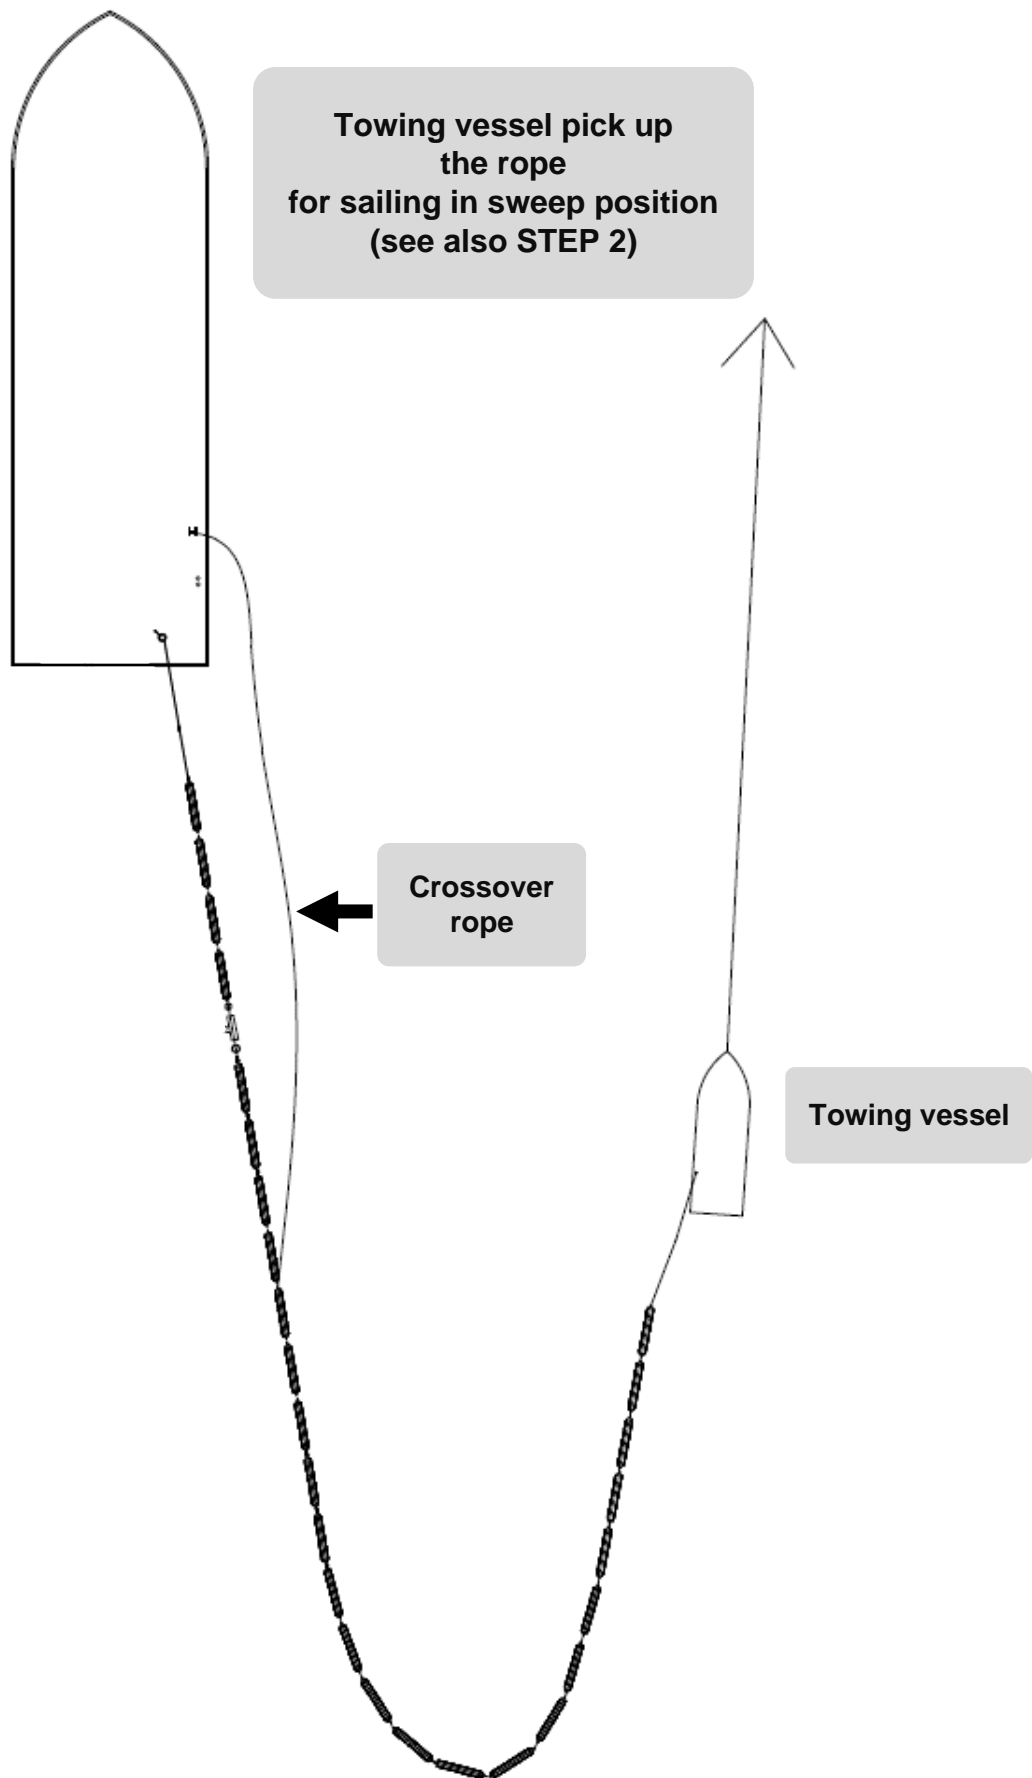 Towing vessel pick up
the rope
for sailing in sweep position
(see also STEP 2)
Crossover
rope
Towing vessel